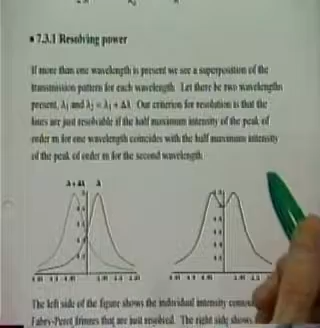 ■ 7.3.1 Resolving power
If more than one wavelength is present we see a superposition of the
transmission pattern for each wavelength. Let there be two wavelengths
present, λ₁ and λ₂ = λ₁ + Δλ. Our criterion for resolution is that the
lines are just resolvable if the half maximum intensity of the peak of
order m for one wavelength coincides with the half maximum intensity
of the peak of order m for the second wavelength.
λ+Δλ λ
The left side of the figure shows the individual intensity
Fabry-Perot fringes that are just resolved. The right side shows